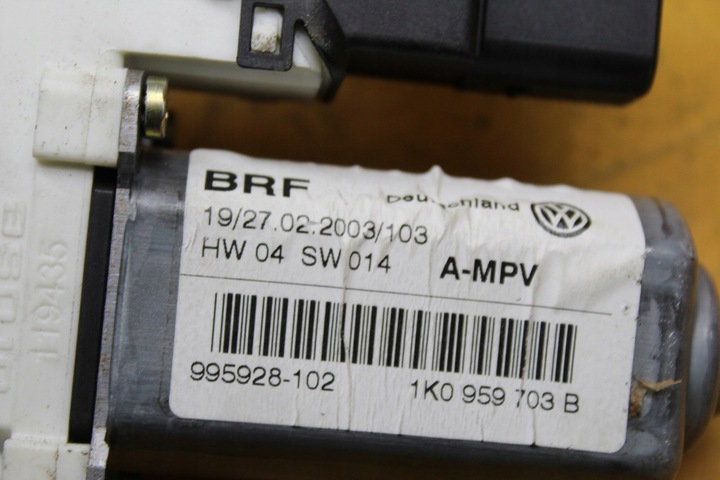 BRF Deutschland
19/27.02.2003/103
HW 04 SW 014 A-MPV
995928-102 1K0 959 703 B
119435